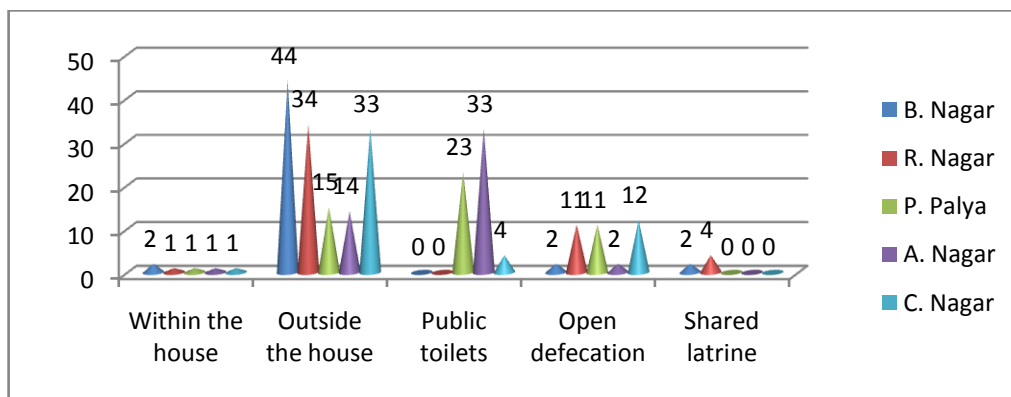 50
40
30
20
10
0
44
34
15
14
33
2
1
1
1
1
0
0
23
33
4
2
11
11
2
12
2
4
0
0
0
Within the
house
Outside
the house
Public
toilets
Open
defecation
Shared
latrine
B. Nagar
R. Nagar
P. Palya
A. Nagar
C. Nagar